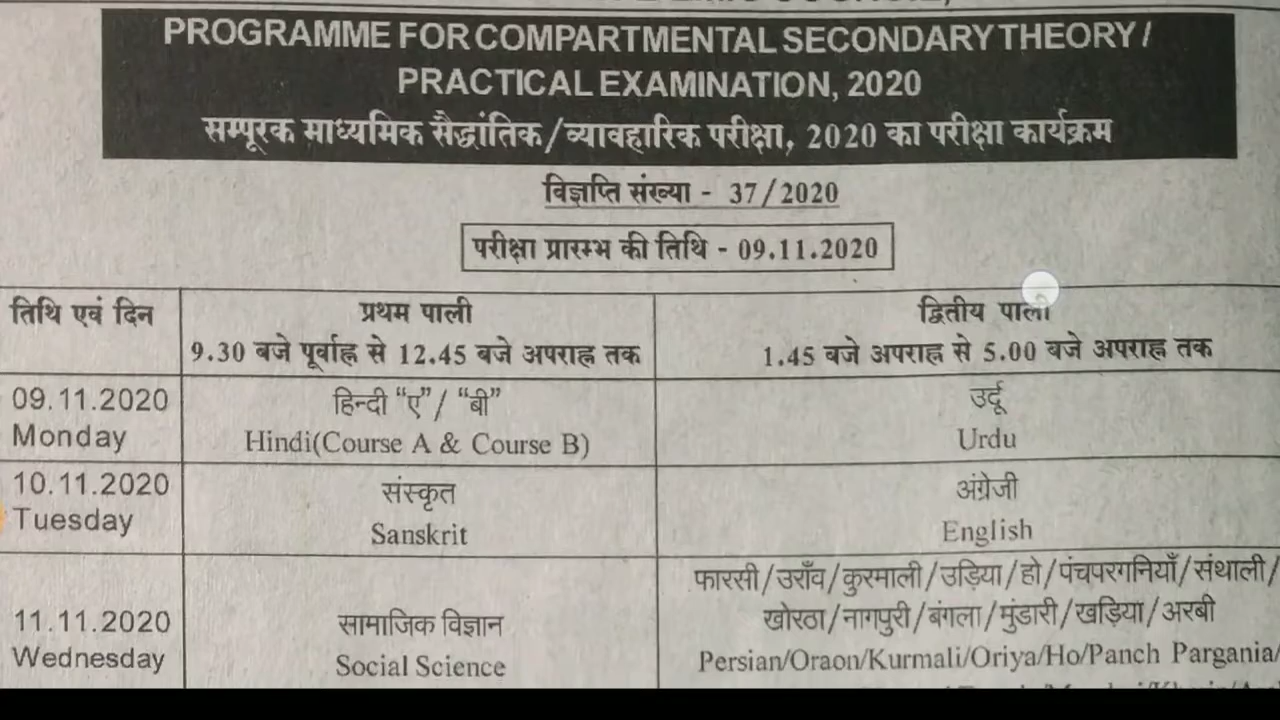 PROGRAMME FOR COMPARTMENTAL SECONDARY THEORY /
PRACTICAL EXAMINATION, 2020
सम्पूरक माध्यमिक सैद्धांतिक/व्यावहारिक परीक्षा, 2020 का परीक्षा कार्यक्रम
विज्ञप्ति संख्या - 37/2020
परीक्षा प्रारम्भ की तिथि - 09.11.2020
तिथि एवं दिन
प्रथम पाली
9.30 बजे पूर्वाह्न से 12.45 बजे अपराह्न तक
द्वितीय पाली
1.45 बजे अपराह्न से 5.00 बजे अपराह्न तक
09.11.2020
Monday
हिन्दी “ए”/ “बी”
Hindi(Course A & Course B)
उर्दू
Urdu
10.11.2020
Tuesday
संस्कृत
Sanskrit
अंग्रेजी
English
11.11.2020
Wednesday
सामाजिक विज्ञान
Social Science
फारसी/उराँव/कुरमाली/उड़िया/हो/पंचपरगनियाँ/संथाली/
खोरठा/नागपुरी/बंगला/मुंडारी/खड़िया/अरबी
Persian/Oraon/Kurmali/Oriya/Ho/Panch Pargania/